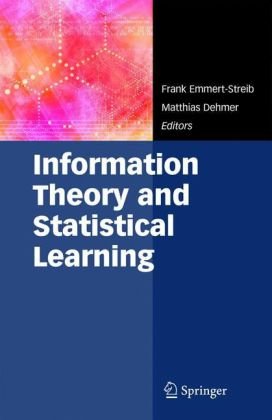 Frank Emmert-Streib
Matthias Dehmer
Editors
Information
Theory and
Statistical
Learning
Springer